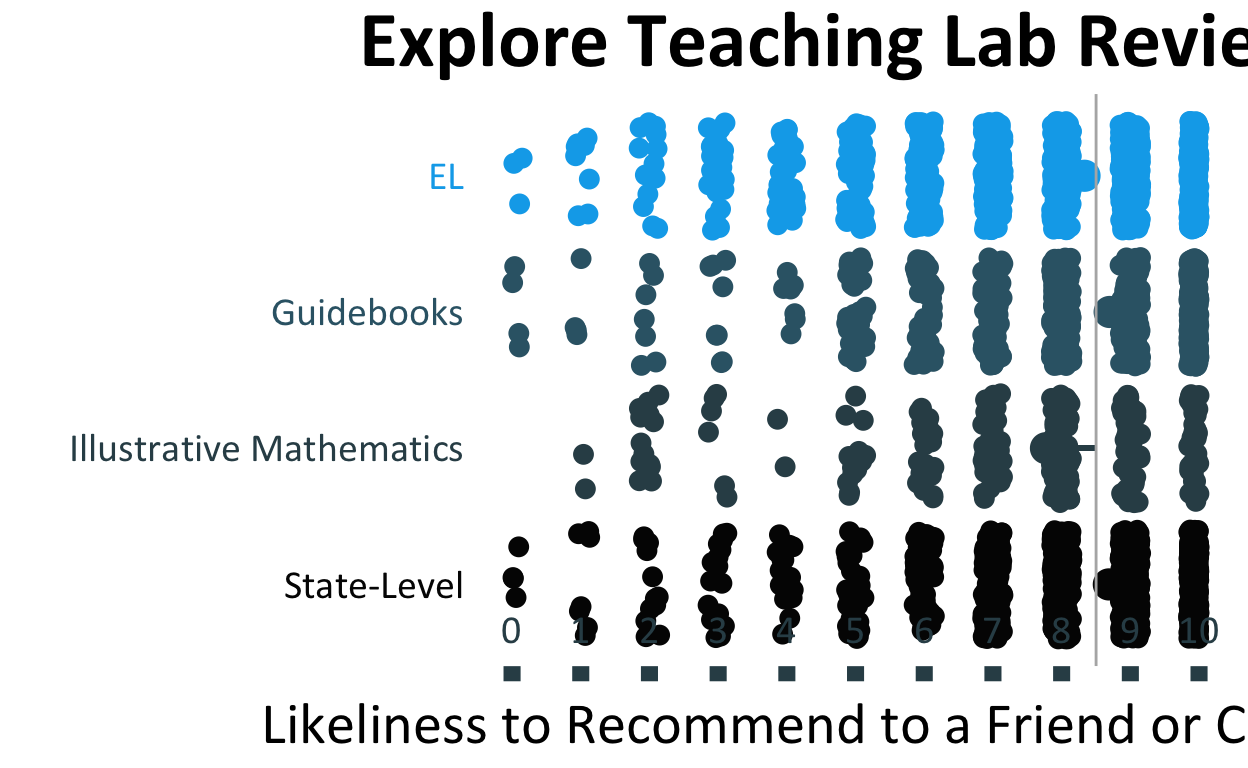 Explore Teaching Lab Revie
EL
Guidebooks
Illustrative Mathematics
State-Level
0 1 2 3 4 5 6 7 8 9 10
Likeliness to Recommend to a Friend or C